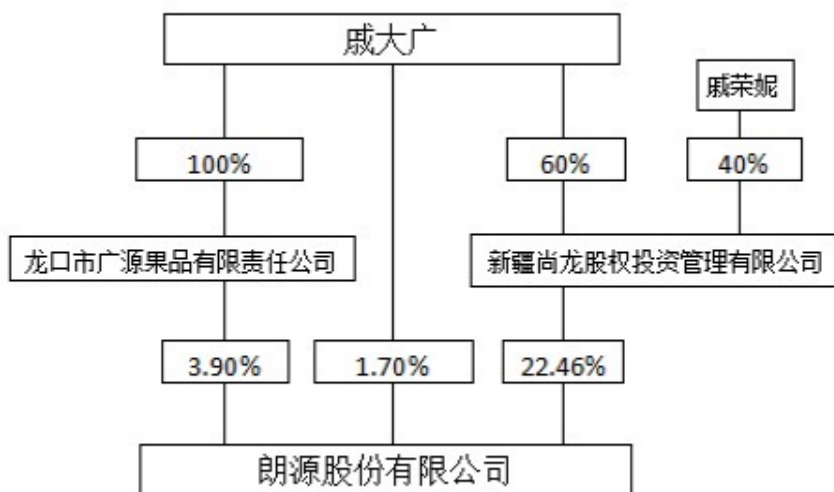 戚大广
戚荣妮
100%
60%
40%
龙口市广源果品有限责任公司
新疆尚龙股权投资管理有限公司
3.90%
1.70%
22.46%
朗源股份有限公司